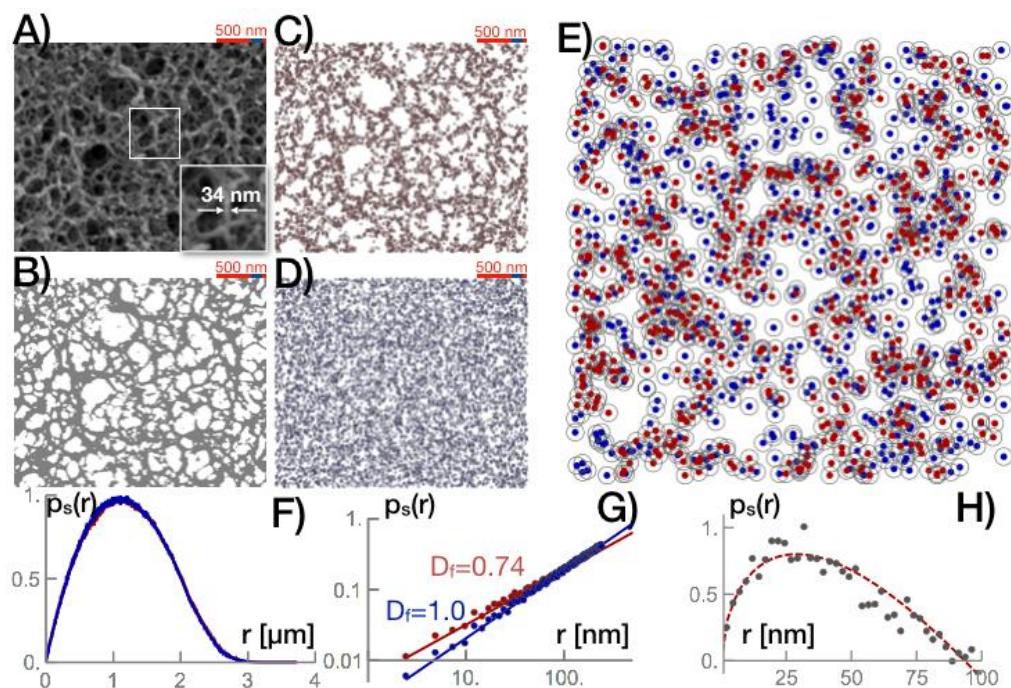 A)
500 nm
34 nm
B)
500 nm
C)
500 nm
D)
500 nm
E)
F)
pₛ(r)
1.
0.5
0
0
1
2
3
4
r [µm]
G)
pₛ(r)
1.
0.1
0.01
10.
100.
D_f=0.74
D_f=1.0
r [nm]
H)
pₛ(r)
1.
0.5
0.
0
25
50
75
100
r [nm]